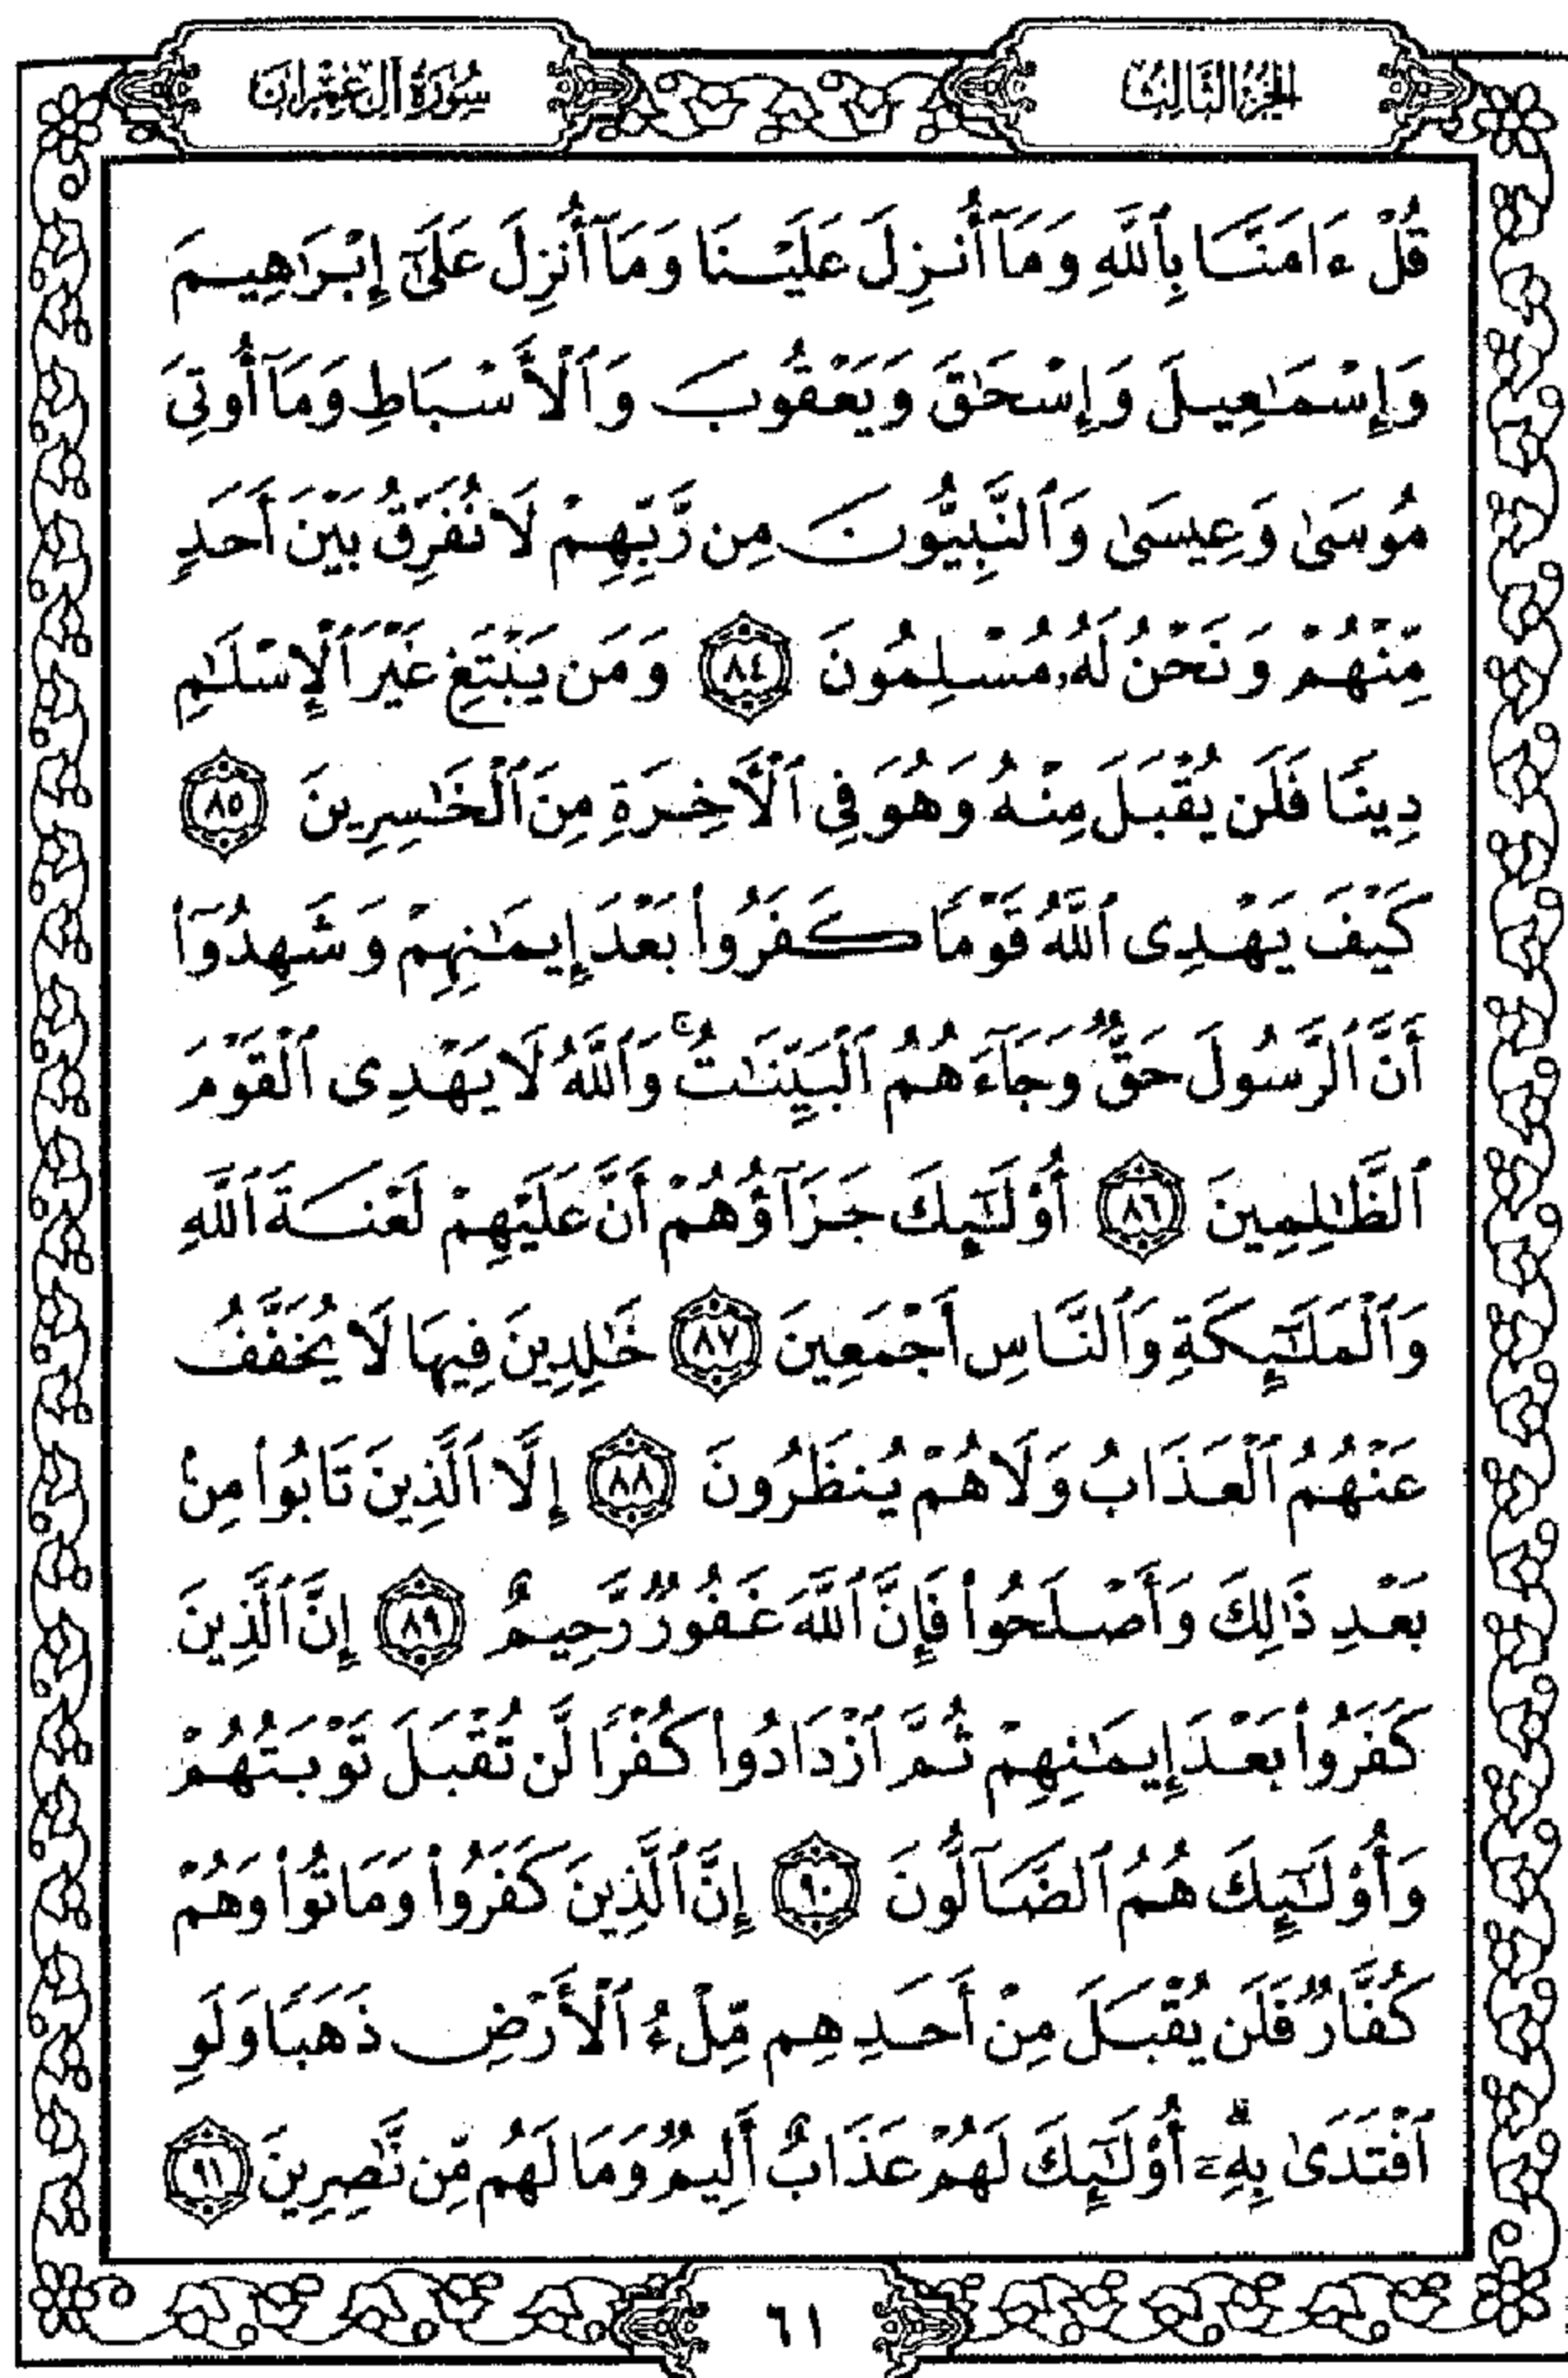 الجزء الثالث
سورة آل عمران
قُلْ ءَامَنَّا بِٱللَّهِ وَمَآ أُنزِلَ عَلَيْنَا وَمَآ أُنزِلَ عَلَىٰٓ إِبْرَٰهِيمَ
وَإِسْمَـٰعِيلَ وَإِسْحَـٰقَ وَيَعْقُوبَ وَٱلْأَسْبَاطِ وَمَآ أُوتِىَ
مُوسَىٰ وَعِيسَىٰ وَٱلنَّبِيُّونَ مِن رَّبِّهِمْ لَا نُفَرِّقُ بَيْنَ أَحَدٍ
مِّنْهُمْ وَنَحْنُ لَهُۥ مُسْلِمُونَ ٨٤ وَمَن يَبْتَغِ غَيْرَ ٱلْإِسْلَـٰمِ
دِينًا فَلَن يُقْبَلَ مِنْهُ وَهُوَ فِى ٱلْـَٔاخِرَةِ مِنَ ٱلْخَـٰسِرِينَ ٨٥
كَيْفَ يَهْدِى ٱللَّهُ قَوْمًا كَفَرُوا۟ بَعْدَ إِيمَـٰنِهِمْ وَشَهِدُوٓا۟
أَنَّ ٱلرَّسُولَ حَقٌّ وَجَآءَهُمُ ٱلْبَيِّنَـٰتُ ۚ وَٱللَّهُ لَا يَهْدِى ٱلْقَوْمَ
ٱلظَّـٰلِمِينَ ٨٦ أُو۟لَـٰٓئِكَ جَزَآؤُهُمْ أَنَّ عَلَيْهِمْ لَعْنَةَ ٱللَّهِ
وَٱلْمَلَـٰٓئِكَةِ وَٱلنَّاسِ أَجْمَعِينَ ٨٧ خَـٰلِدِينَ فِيهَا لَا يُخَفَّفُ
عَنْهُمُ ٱلْعَذَابُ وَلَا هُمْ يُنظَرُونَ ٨٨ إِلَّا ٱلَّذِينَ تَابُوا۟ مِنۢ
بَعْدِ ذَٰلِكَ وَأَصْلَحُوا۟ فَإِنَّ ٱللَّهَ غَفُورٌ رَّحِيمٌ ٨٩ إِنَّ ٱلَّذِينَ
كَفَرُوا۟ بَعْدَ إِيمَـٰنِهِمْ ثُمَّ ٱزْدَادُوا۟ كُفْرًا لَّن تُقْبَلَ تَوْبَتُهُمْ
وَأُو۟لَـٰٓئِكَ هُمُ ٱلضَّآلُّونَ ٩٠ إِنَّ ٱلَّذِينَ كَفَرُوا۟ وَمَاتُوا۟ وَهُمْ
كُفَّارٌ فَلَن يُقْبَلَ مِنْ أَحَدِهِم مِّلْءُ ٱلْأَرْضِ ذَهَبًا وَلَوِ
ٱفْتَدَىٰ بِهِۦٓ ۗ أُو۟لَـٰٓئِكَ لَهُمْ عَذَابٌ أَلِيمٌ وَمَا لَهُم مِّن نَّـٰصِرِينَ ٩١
٦١